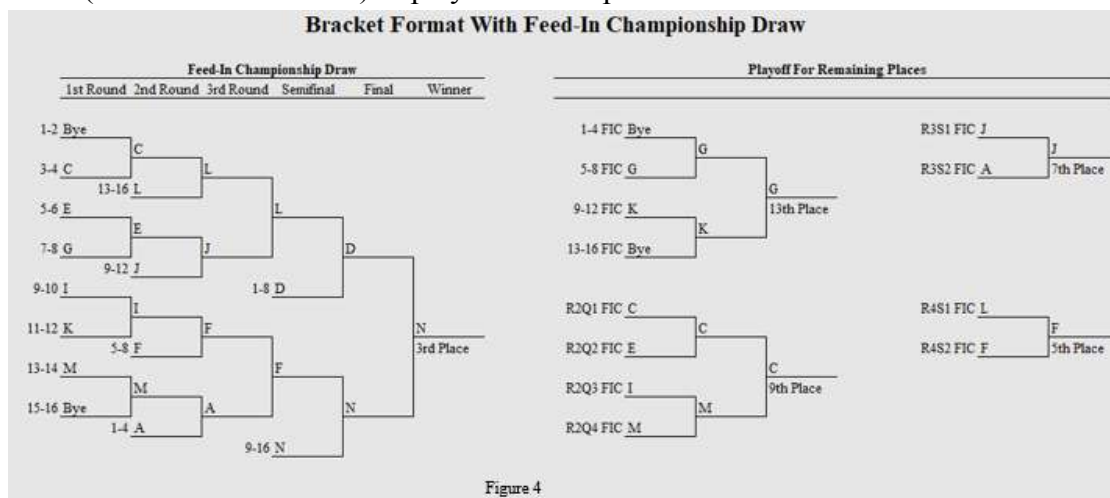 Bracket Format With Feed-In Championship Draw
Feed-In Championship Draw
1st Round 2nd Round 3rd Round Semifinal Final Winner
1-2 Bye
C
3-4 C
L
13-16 L
5-6 E
L
E
7-8 G
J
D
9-12 J
9-10 I
1-8 D
I
11-12 K
F
N
5-8 F
3rd Place
13-14 M
F
M
15-16 Bye
A
N
1-4 A
9-16 N
Playoff For Remaining Places
1-4 FIC Bye
G
5-8 FIC G
G
9-12 FIC K
13th Place
K
13-16 FIC Bye
R2Q1 FIC C
C
R2Q2 FIC E
C
R2Q3 FIC I
9th Place
M
R2Q4 FIC M
R3S1 FIC J
J
R3S2 FIC A
7th Place
R4S1 FIC L
F
R4S2 FIC F
5th Place
Figure 4